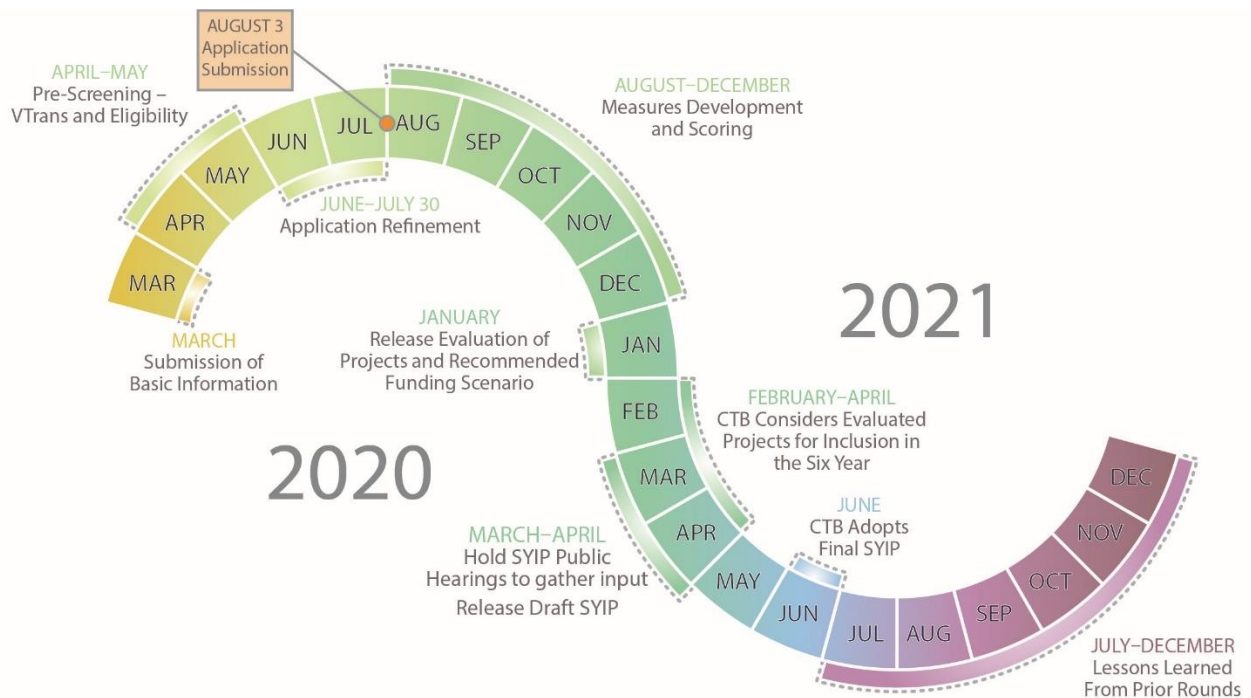 AUGUST 3
Application
Submission
APRIL–MAY
Pre-Screening –
VTrans and Eligibility
AUGUST–DECEMBER
Measures Development
and Scoring
JUNE–JULY 30
Application Refinement
MARCH
Submission of
Basic Information
MAR
APR
MAY
JUN
JUL
AUG
SEP
OCT
NOV
DEC
2020
JANUARY
Release Evaluation of
Projects and Recommended
Funding Scenario
2021
JAN
FEB
MAR
APR
MAY
JUN
JUL
AUG
SEP
OCT
NOV
DEC
FEBRUARY–APRIL
CTB Considers Evaluated
Projects for Inclusion in
the Six Year
MARCH–APRIL
Hold SYIP Public
Hearings to gather input
Release Draft SYIP
JUNE
CTB Adopts
Final SYIP
JULY–DECEMBER
Lessons Learned
From Prior Rounds